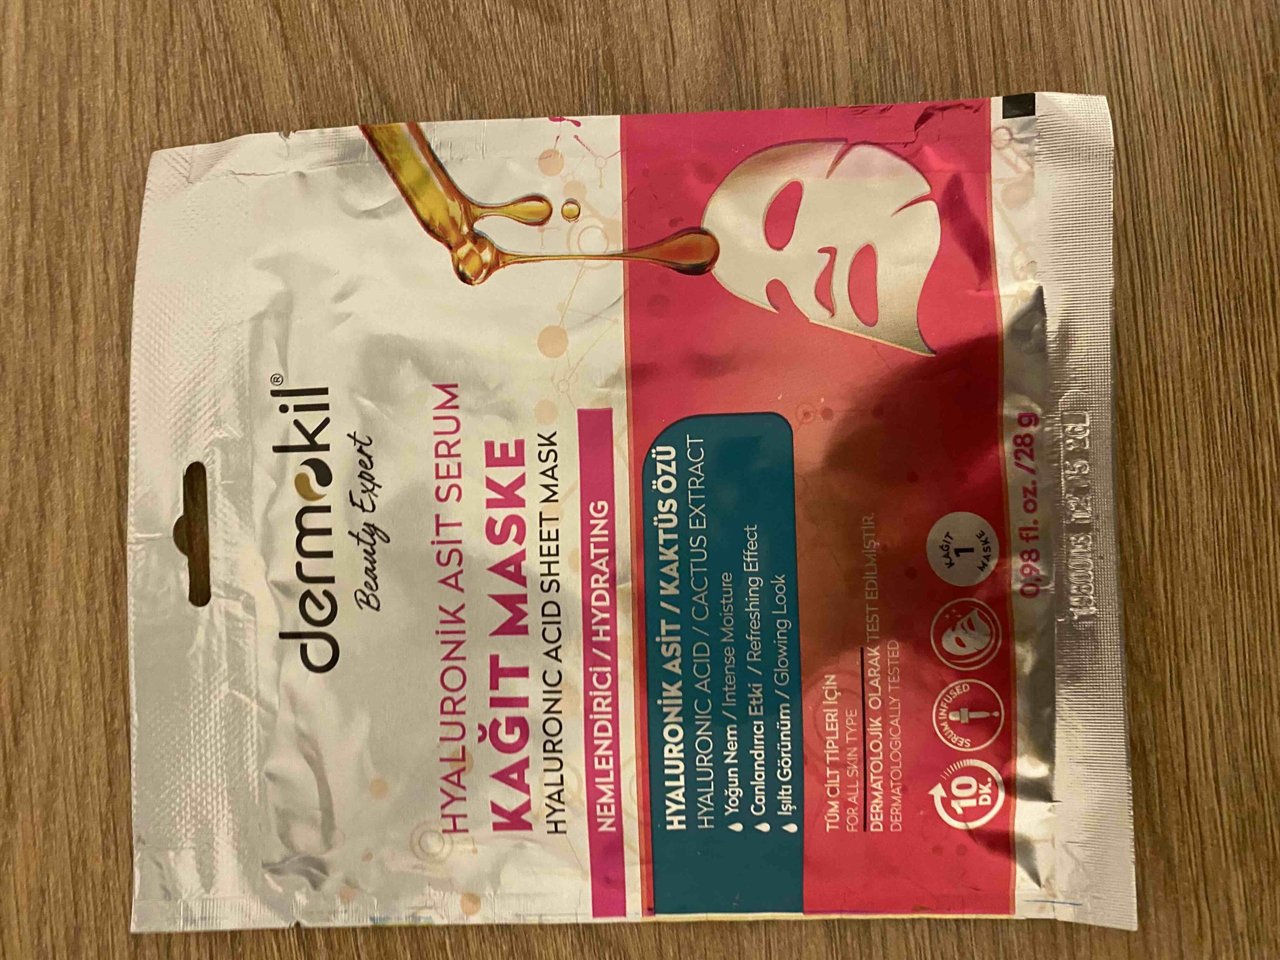 dermokil®
Beauty Expert
HYALURONİK ASİT SERUM
KAĞIT MASKE
HYALURONIC ACID SHEET MASK
NEMLENDİRİCİ / HYDRATING
HYALURONİK ASİT / KAKTÜS ÖZÜ
HYALURONIC ACID / CACTUS EXTRACT
Yoğun Nem / Intense Moisture
Canlandırıcı Etki / Refreshing Effect
Işıltı Görünüm / Glowing Look
TÜM CİLT TİPLERİ İÇİN
FOR ALL SKIN TYPE
DERMATOLOJİK OLARAK TEST EDİLMİŞTİR.
DERMATOLOGICALLY TESTED
10
DK.
SERUM INFUSED
KAĞIT
1
MASKE
0,98 fl. oz. /28 g